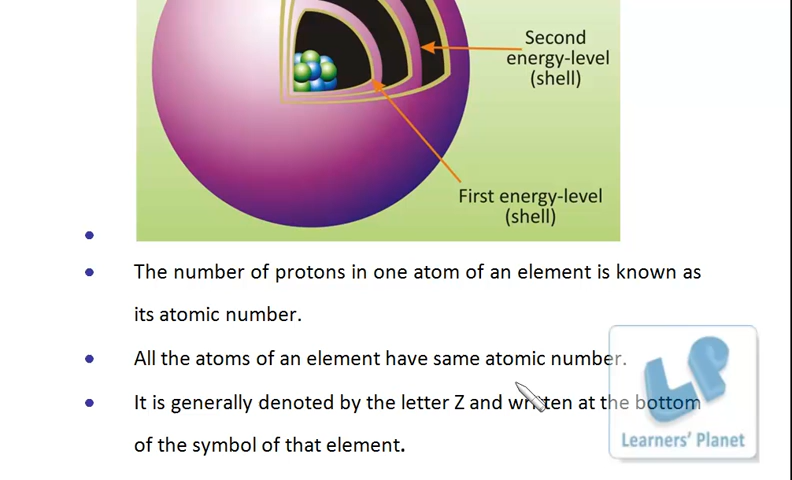 Second
energy-level
(shell)
First energy-level
(shell)
The number of protons in one atom of an element is known as
its atomic number.
All the atoms of an element have same atomic number.
It is generally denoted by the letter Z and written at the bottom
of the symbol of that element.
LP
Learners' Planet